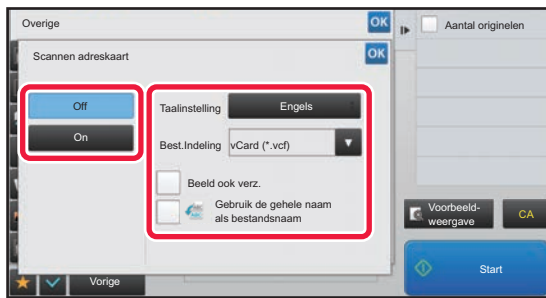 Overige
OK
Aantal originelen
Scannen adreskaart
OK
Off
On
Taalinstelling
Engels
Best.Indeling
vCard (*.vcf)
Beeld ook verz.
Gebruik de gehele naam
als bestandsnaam
Voorbeeld-
weergave
CA
Start
Vorige